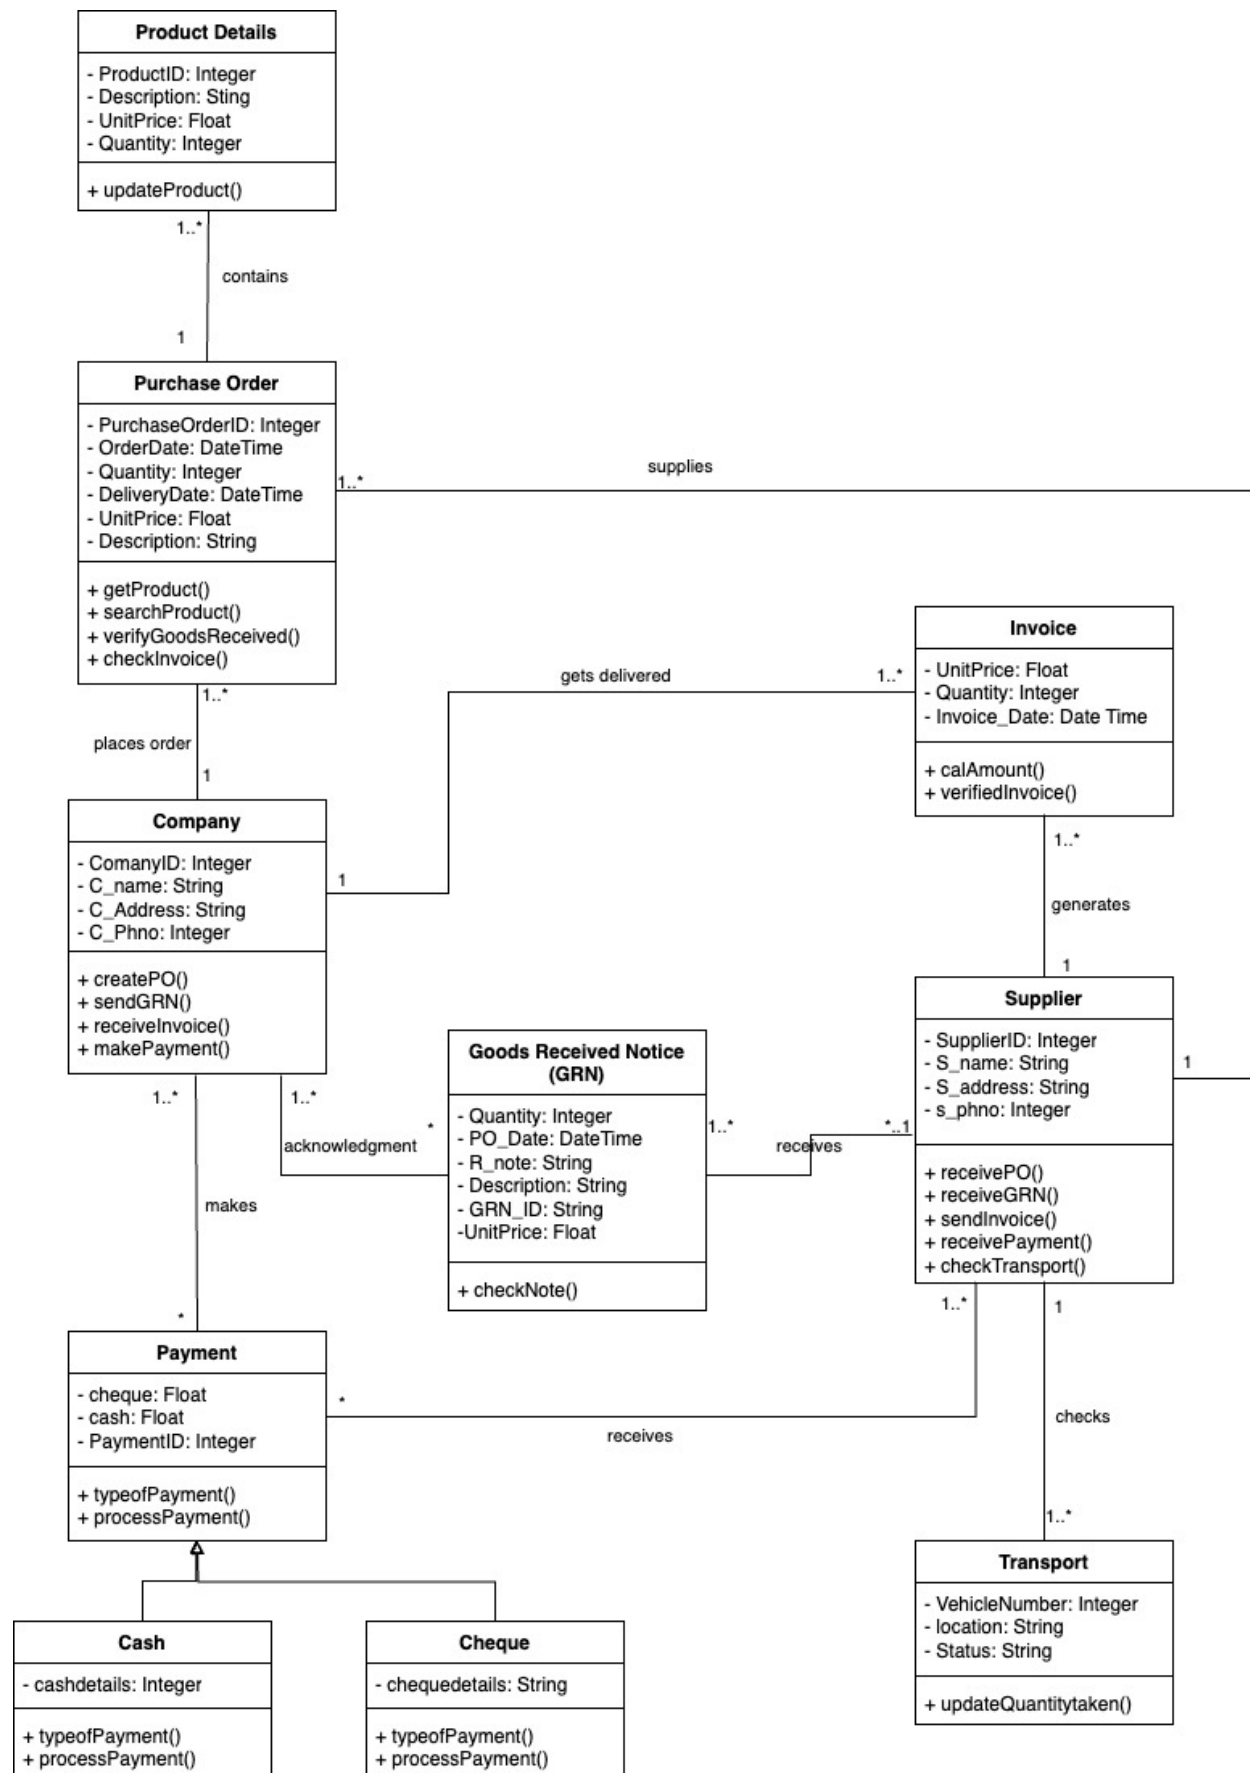 Product Details
- ProductID: Integer
- Description: Sting
- UnitPrice: Float
- Quantity: Integer
+ updateProduct()
1..*
contains
1
Purchase Order
- PurchaseOrderID: Integer
- OrderDate: DateTime
- Quantity: Integer
- DeliveryDate: DateTime
- UnitPrice: Float
- Description: String
+ getProduct()
+ searchProduct()
+ verifyGoodsReceived()
+ checkInvoice()
1..*
supplies
1..*
places order
1
gets delivered
1..*
Invoice
- UnitPrice: Float
- Quantity: Integer
- Invoice_Date: Date Time
+ calAmount()
+ verifiedInvoice()
Company
- ComanyID: Integer
- C_name: String
- C_Address: String
- C_Phno: Integer
+ createPO()
+ sendGRN()
+ receiveInvoice()
+ makePayment()
1
1..*
generates
1
Supplier
- SupplierID: Integer
- S_name: String
- S_address: String
- s_phno: Integer
+ receivePO()
+ receiveGRN()
+ sendInvoice()
+ receivePayment()
+ checkTransport()
1
Goods Received Notice
(GRN)
- Quantity: Integer
- PO_Date: DateTime
- R_note: String
- Description: String
- GRN_ID: String
-UnitPrice: Float
+ checkNote()
1..*
1..*
*
acknowledgment
1..*
receives
*..1
makes
*
Payment
- cheque: Float
- cash: Float
- PaymentID: Integer
+ typeofPayment()
+ processPayment()
*
receives
1..*
1
checks
1..*
Transport
- VehicleNumber: Integer
- location: String
- Status: String
+ updateQuantitytaken()
Cash
- cashdetails: Integer
+ typeofPayment()
+ processPayment()
Cheque
- chequedetails: String
+ typeofPayment()
+ processPayment()